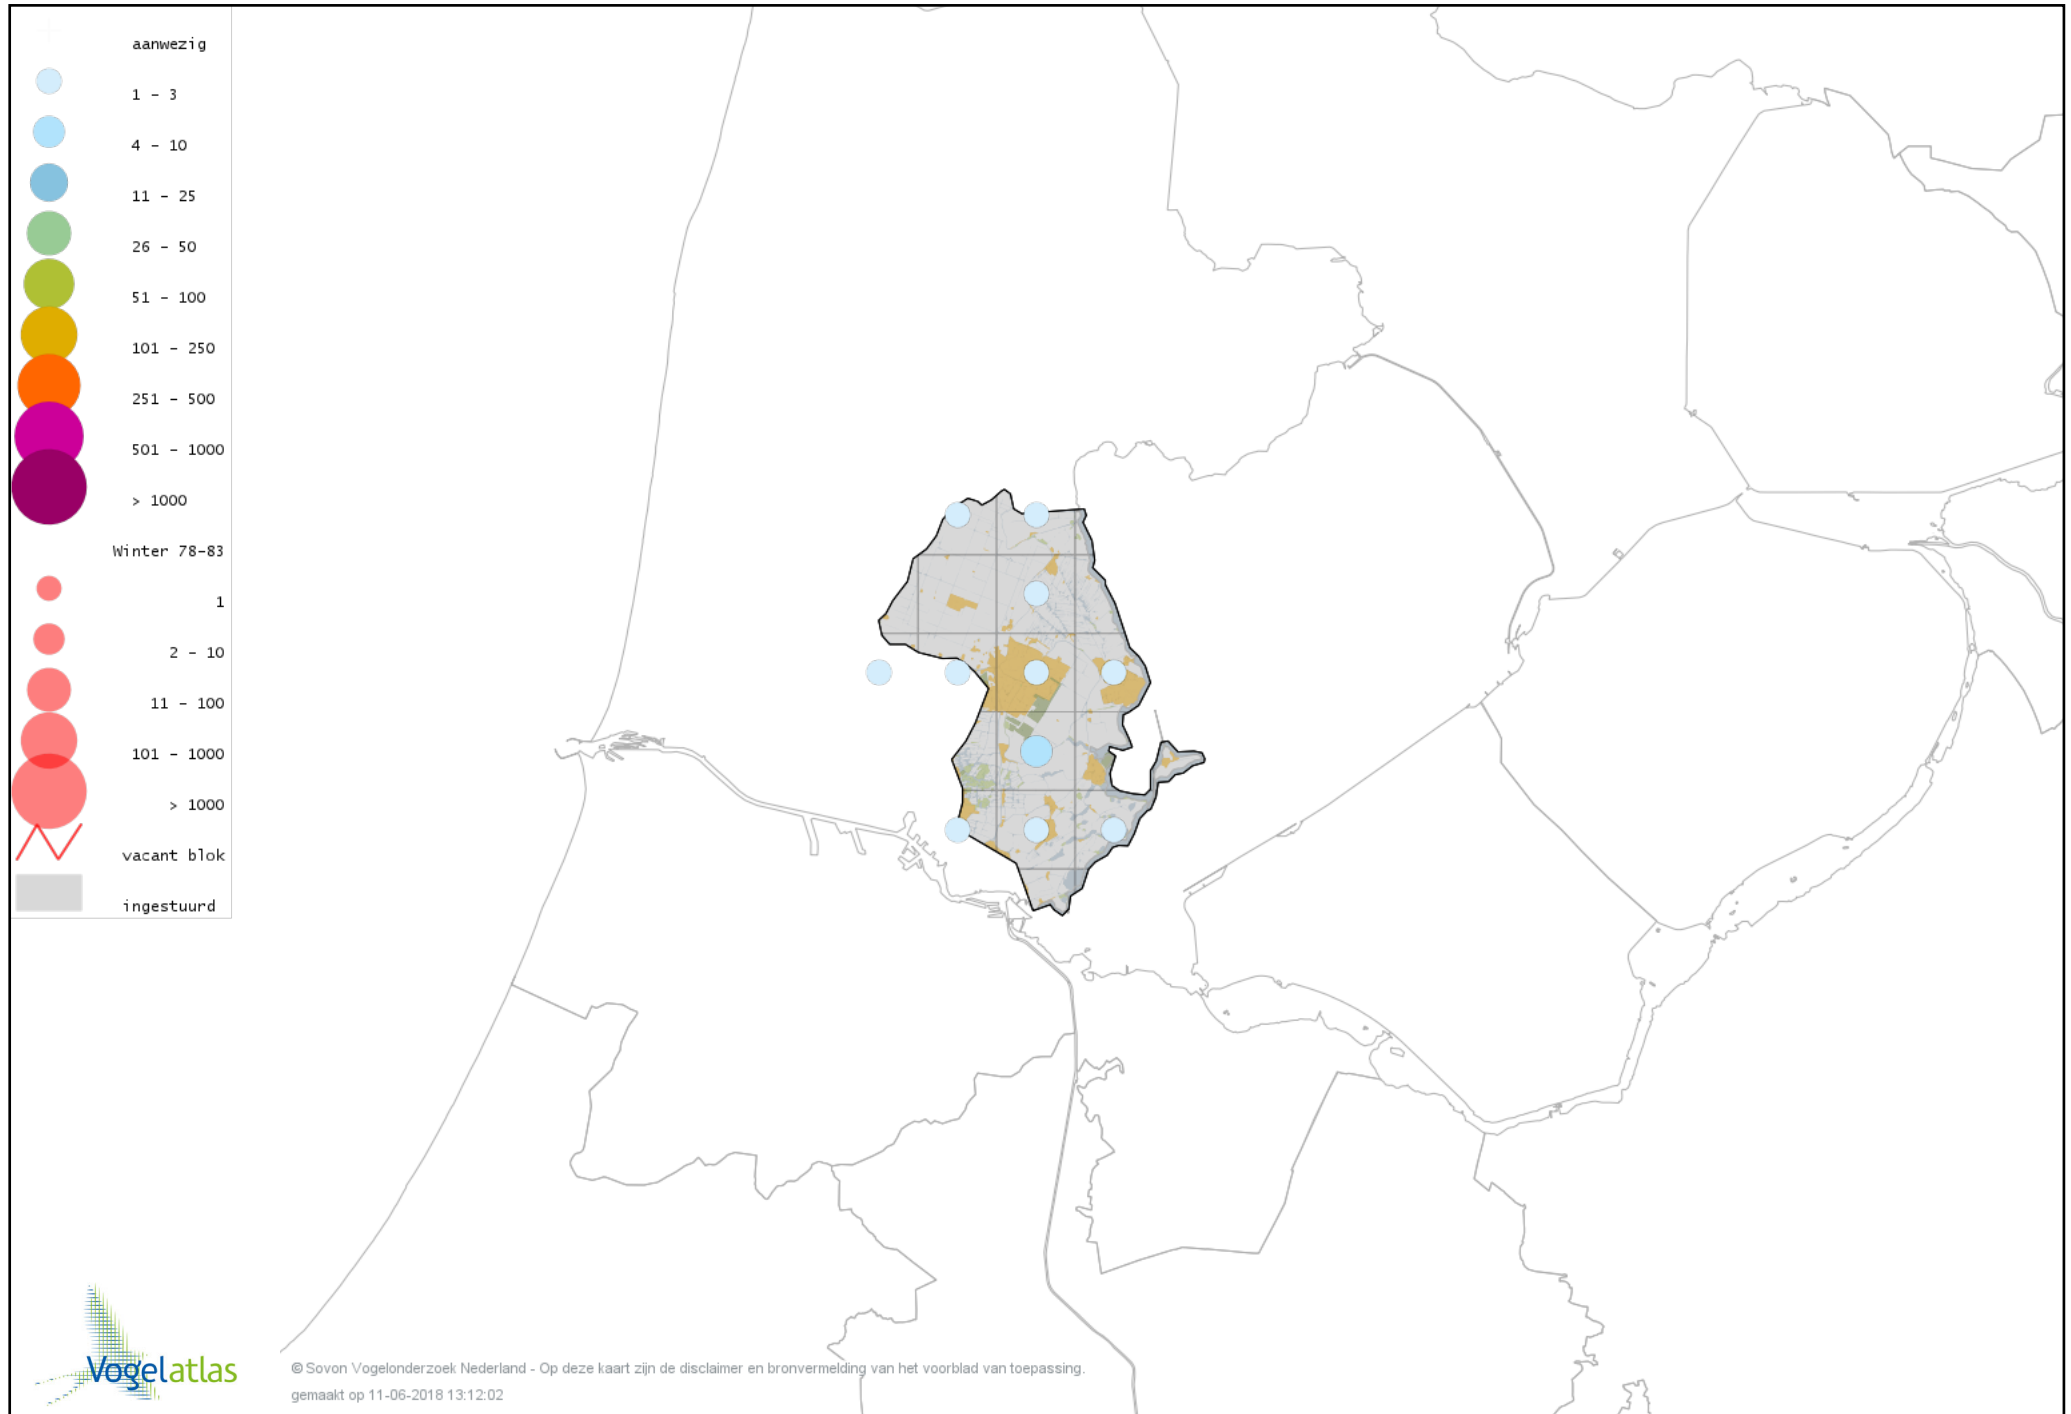 aanwezig
1 - 3
4 - 10
11 - 25
26 - 50
51 - 100
101 - 250
251 - 500
501 - 1000
> 1000
Winter 78-83
1
2 - 10
11 - 100
101 - 1000
> 1000
vacant blok
ingestuurd
Vogelatlas
© Sovon Vogelonderzoek Nederland - Op deze kaart zijn de disclaimer en bronvermelding van het voorblad van toepassing.
gemaakt op 11-06-2018 13:12:02